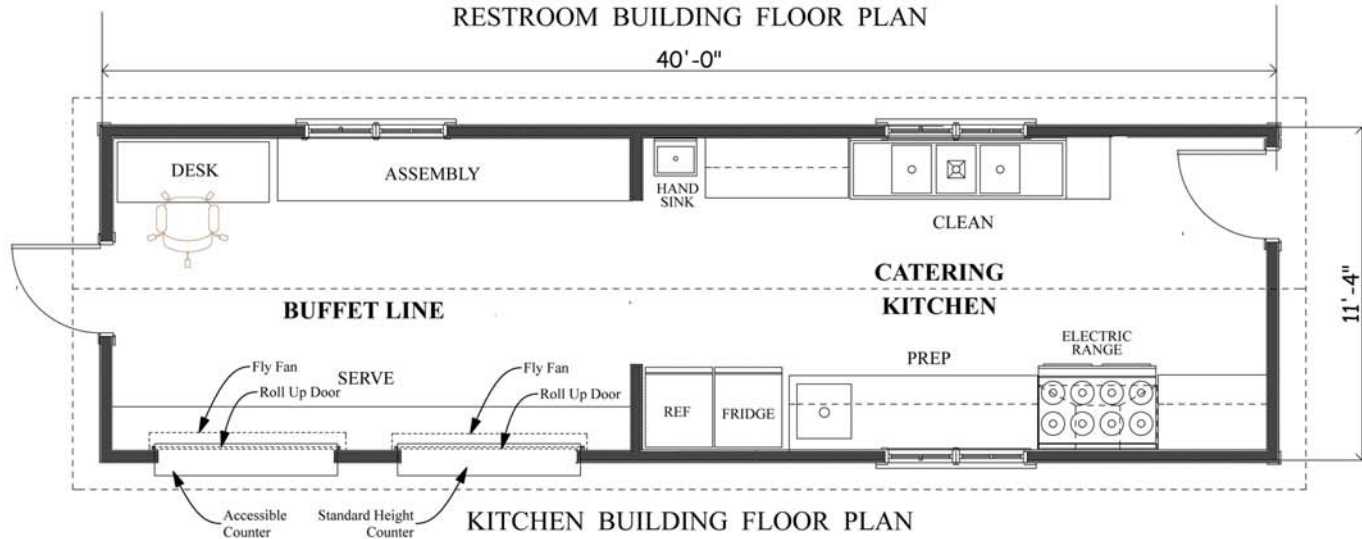 RESTROOM BUILDING FLOOR PLAN
40'-0"
DESK
ASSEMBLY
HAND
SINK
CLEAN
CATERING
KITCHEN
11'-4"
BUFFET LINE
ELECTRIC
RANGE
PREP
Fly Fan
SERVE
Roll Up Door
Fly Fan
Roll Up Door
REF
FRIDGE
Accessible
Counter
Standard Height
Counter
KITCHEN BUILDING FLOOR PLAN